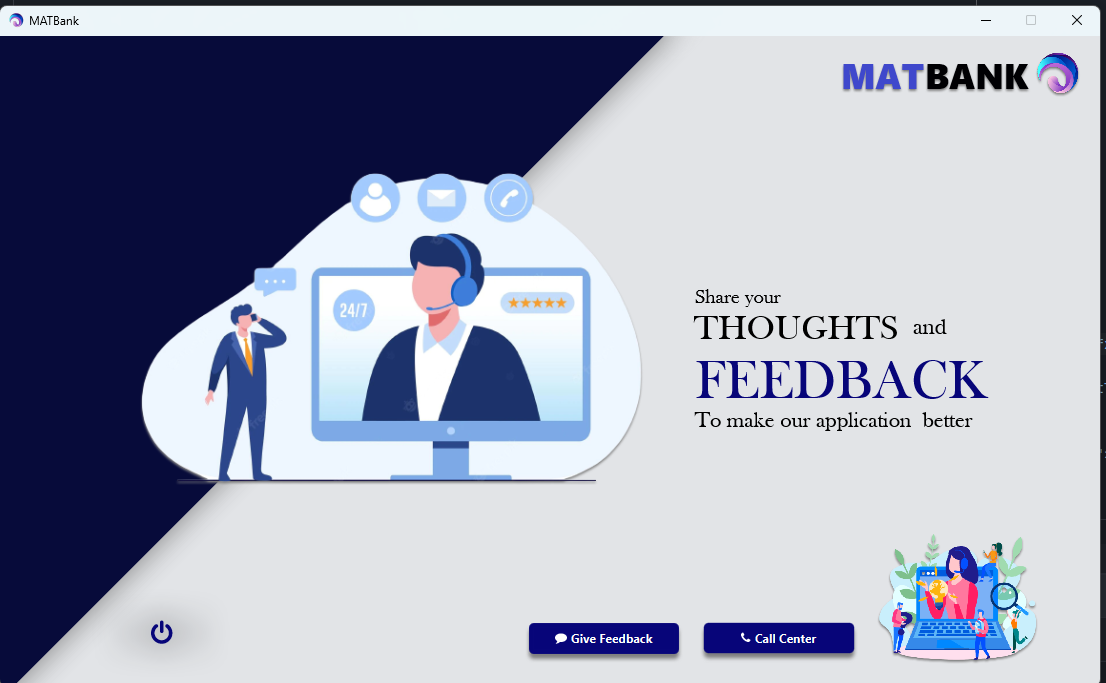 MATBank
MATBANK
24/7
Share your
THOUGHTS and
FEEDBACK
To make our application better
Give Feedback
Call Center